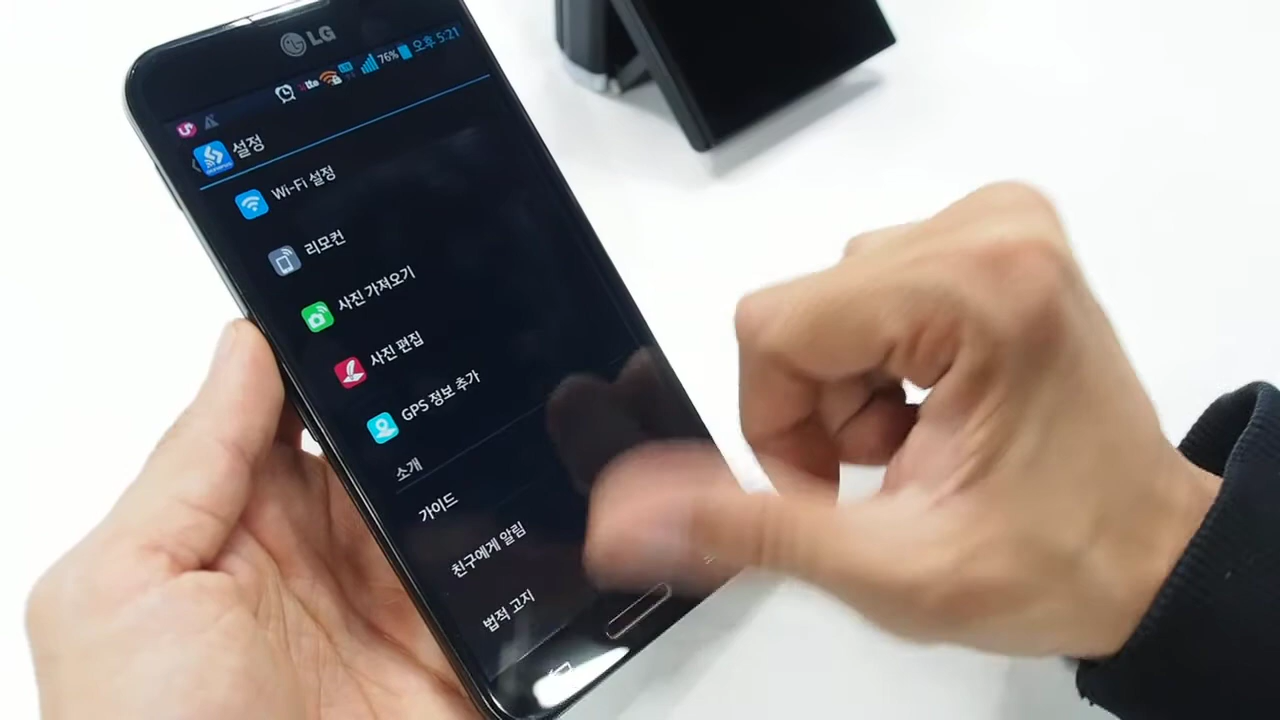 LG
LTE 76% 오후 5:21
U+
설정
Wi-Fi 설정
리모컨
사진 가져오기
사진 편집
GPS 정보 추가
소개
가이드
친구에게 알림
법적 고지